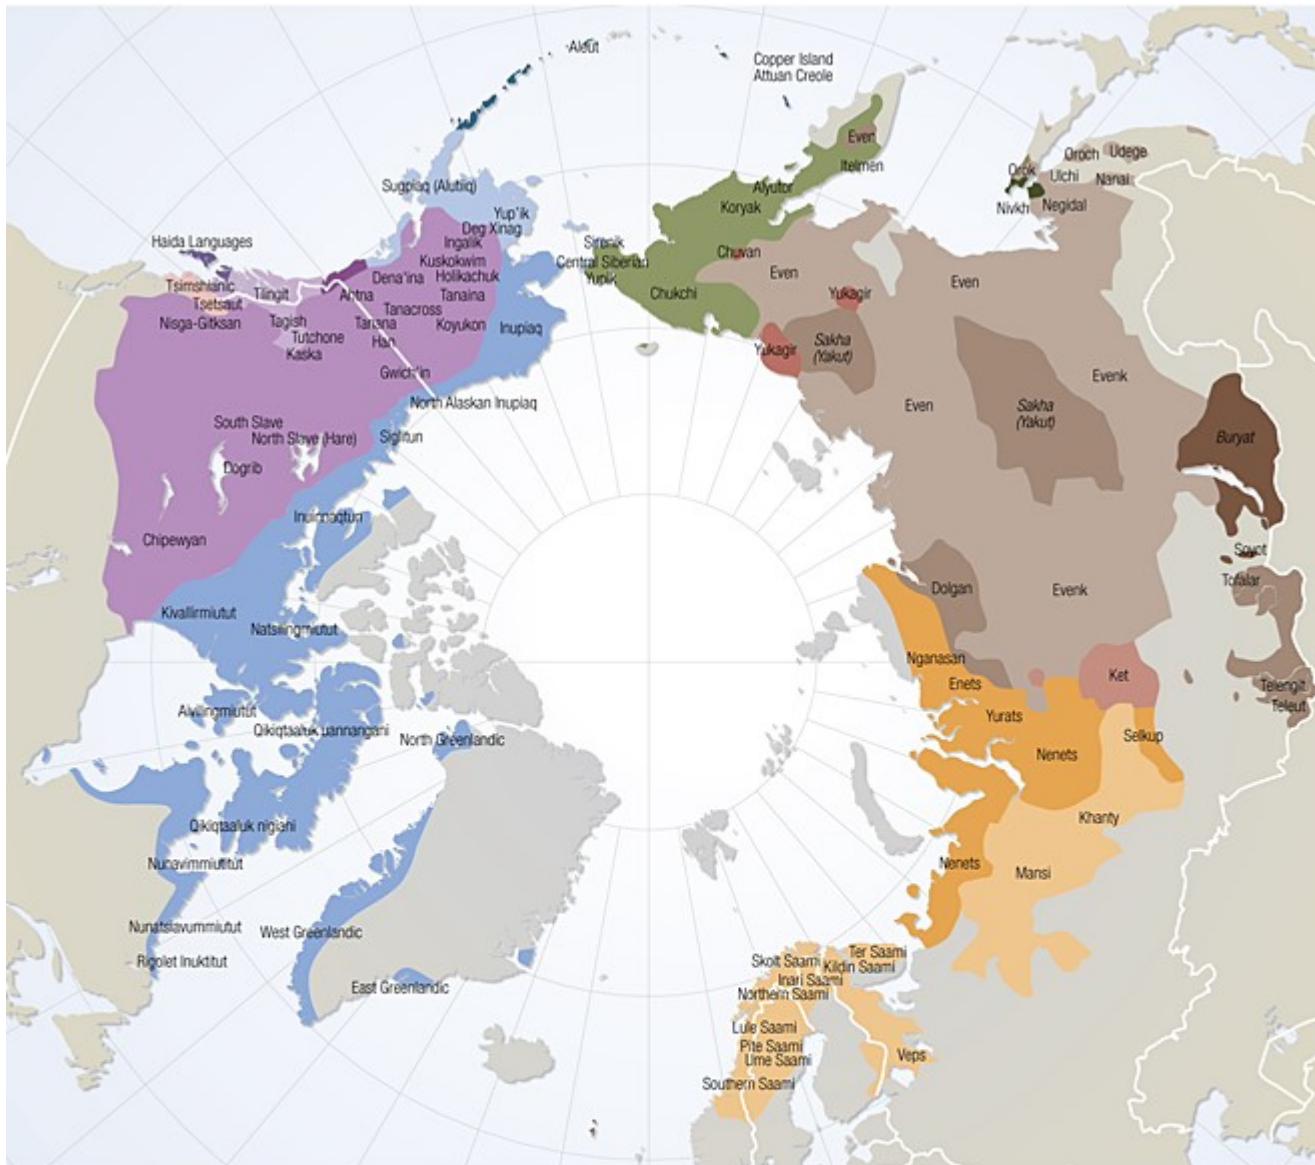 Aleut
Copper Island
Attuan Creole
Even
Itelmen
Alyutor
Koryak
Chuvan
Even
Chukchi
Sirenik
Central Siberian
Yupik
Yukagir
Yukagir
Sakha
(Yakut)
Orok
Oroch
Udege
Ulchi
Nanai
Nivkh
Negidal
Even
Evenk
Even
Sakha
(Yakut)
Buryat
Soyot
Tofalar
Evenk
Dolgan
Telengit
Teleut
Ket
Nganasan
Enets
Yurats
Nenets
Selkup
Khanty
Mansi
Nenets
Sugpiaq (Alutiiq)
Yup'ik
Deg Xinag
Ingalik
Kuskokwim
Holikachuk
Dena'ina
Ahtna
Tanaina
Tanacross
Tanana
Koyukon
Han
Inupiaq
Haida Languages
Tsimshianic
Tsetsaut
Nisga-Gitksan
Tlingit
Tagish
Tutchone
Kaska
Gwich'in
North Alaskan Inupiaq
South Slave
North Slave (Hare)
Siglitun
Dogrib
Inuinnaqtun
Chipewyan
Kivallirmiutut
Natsilingmiutut
Aivilingmiutut
Qikiqtaaluk uannangani
North Greenlandic
Qikiqtaaluk nigiani
Nunavimmiutitut
Nunatsiavummiutut
Rigolet Inuktitut
West Greenlandic
East Greenlandic
Skolt Saami
Ter Saami
Kildin Saami
Inari Saami
Northern Saami
Lule Saami
Pite Saami
Ume Saami
Southern Saami
Veps